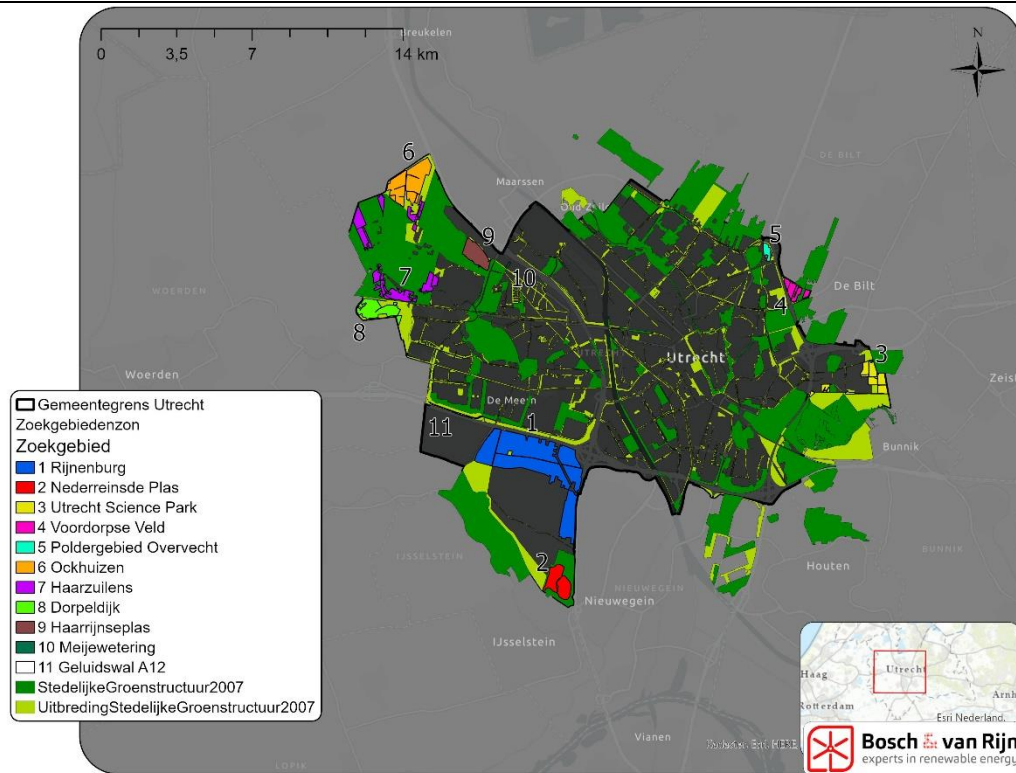 Breukelen
0 3,5 7 14 km
N
DE BILT
6
Maarssen
5
9
WOERDEN
7
10
4
De Bilt
8
UTRECHT
Utrecht
3
Woerden
Zeist
De Meern
1
11
Bunnik
Gemeentegrens Utrecht
Zoekgebiedenzon
Zoekgebied
1 Rijnenburg
2 Nederreinsde Plas
3 Utrecht Science Park
4 Voordorpse Veld
5 Poldergebied Overvecht
6 Ockhuizen
7 Haarzuilens
8 Dorpeldijk
9 Haarrijnseplas
10 Meijewetering
11 Geluidswal A12
StedelijkeGroenstructuur2007
UitbredingStedelijkeGroenstructuur2007
IJSSELSTEIN
BUNNIK
2
NIEUWEGEIN
Houten
Nieuwegein
IJsselstein
Vianen
LOPIK
Haag
Utrecht
Arnh
Rotterdam
Esri Nederland,
Bosch & van Rijn
experts in renewable energy